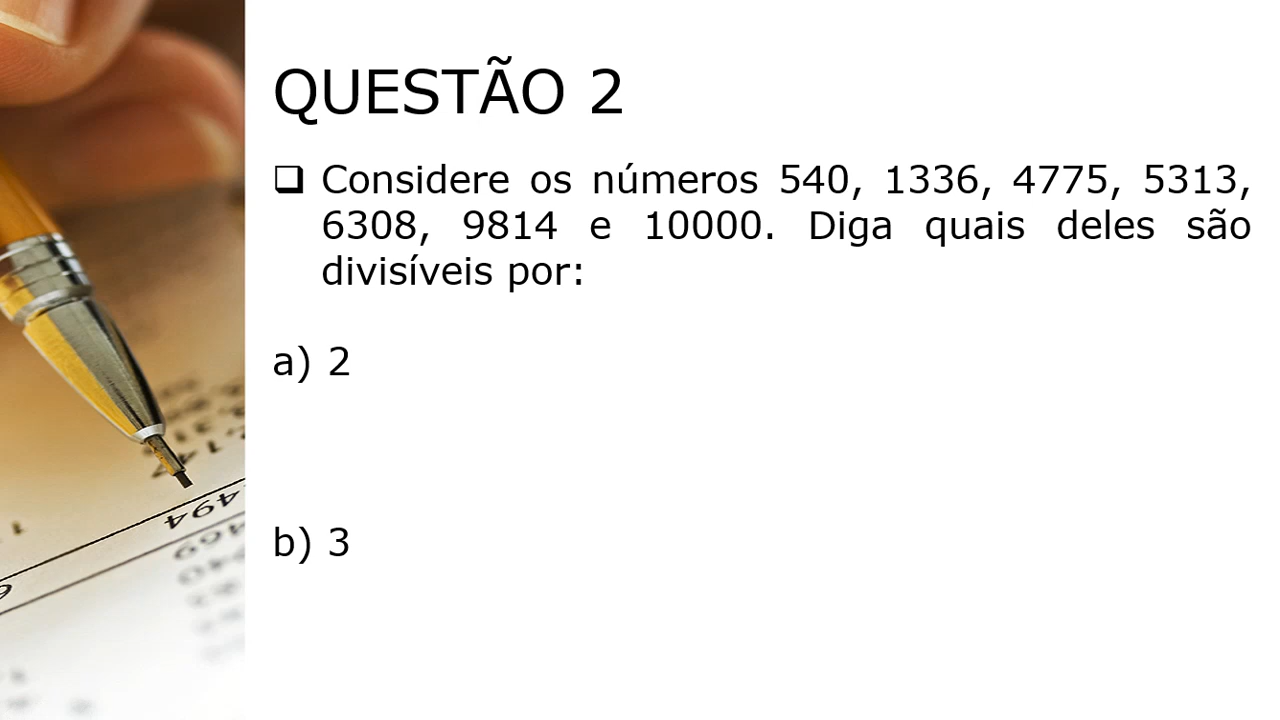 QUESTÃO 2
❑ Considere os números 540, 1336, 4775, 5313,
6308, 9814 e 10000. Diga quais deles são
divisíveis por:
a) 2
b) 3
494